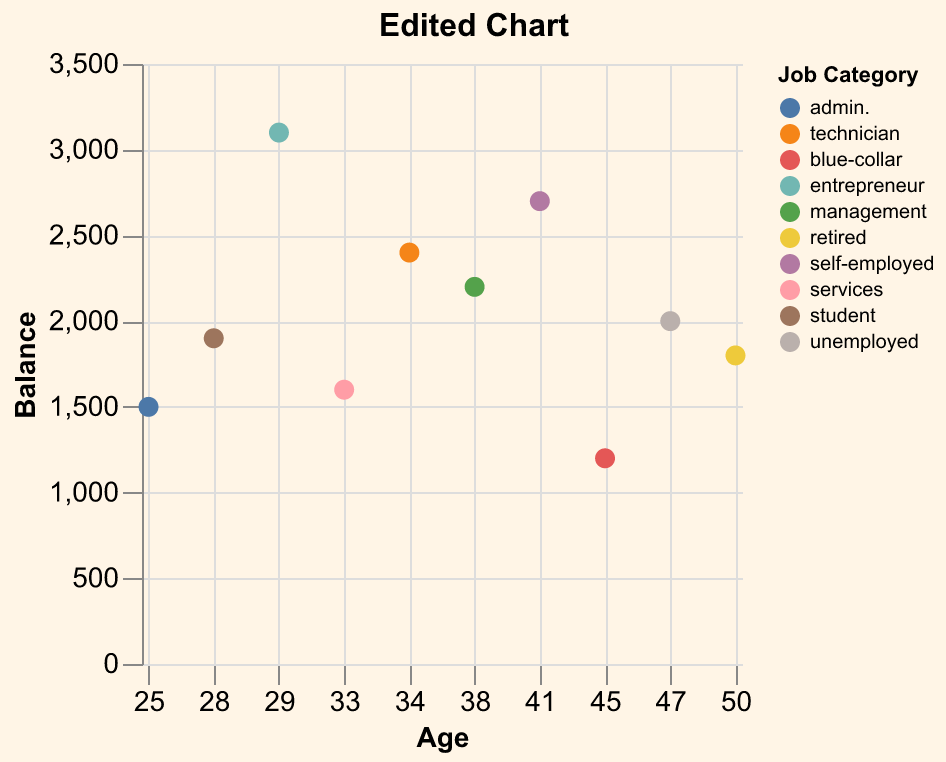 Edited Chart
3,500
3,000
2,500
2,000
1,500
1,000
500
0
Balance
25 28 29 33 34 38 41 45 47 50
Age
Job Category
admin.
technician
blue-collar
entrepreneur
management
retired
self-employed
services
student
unemployed